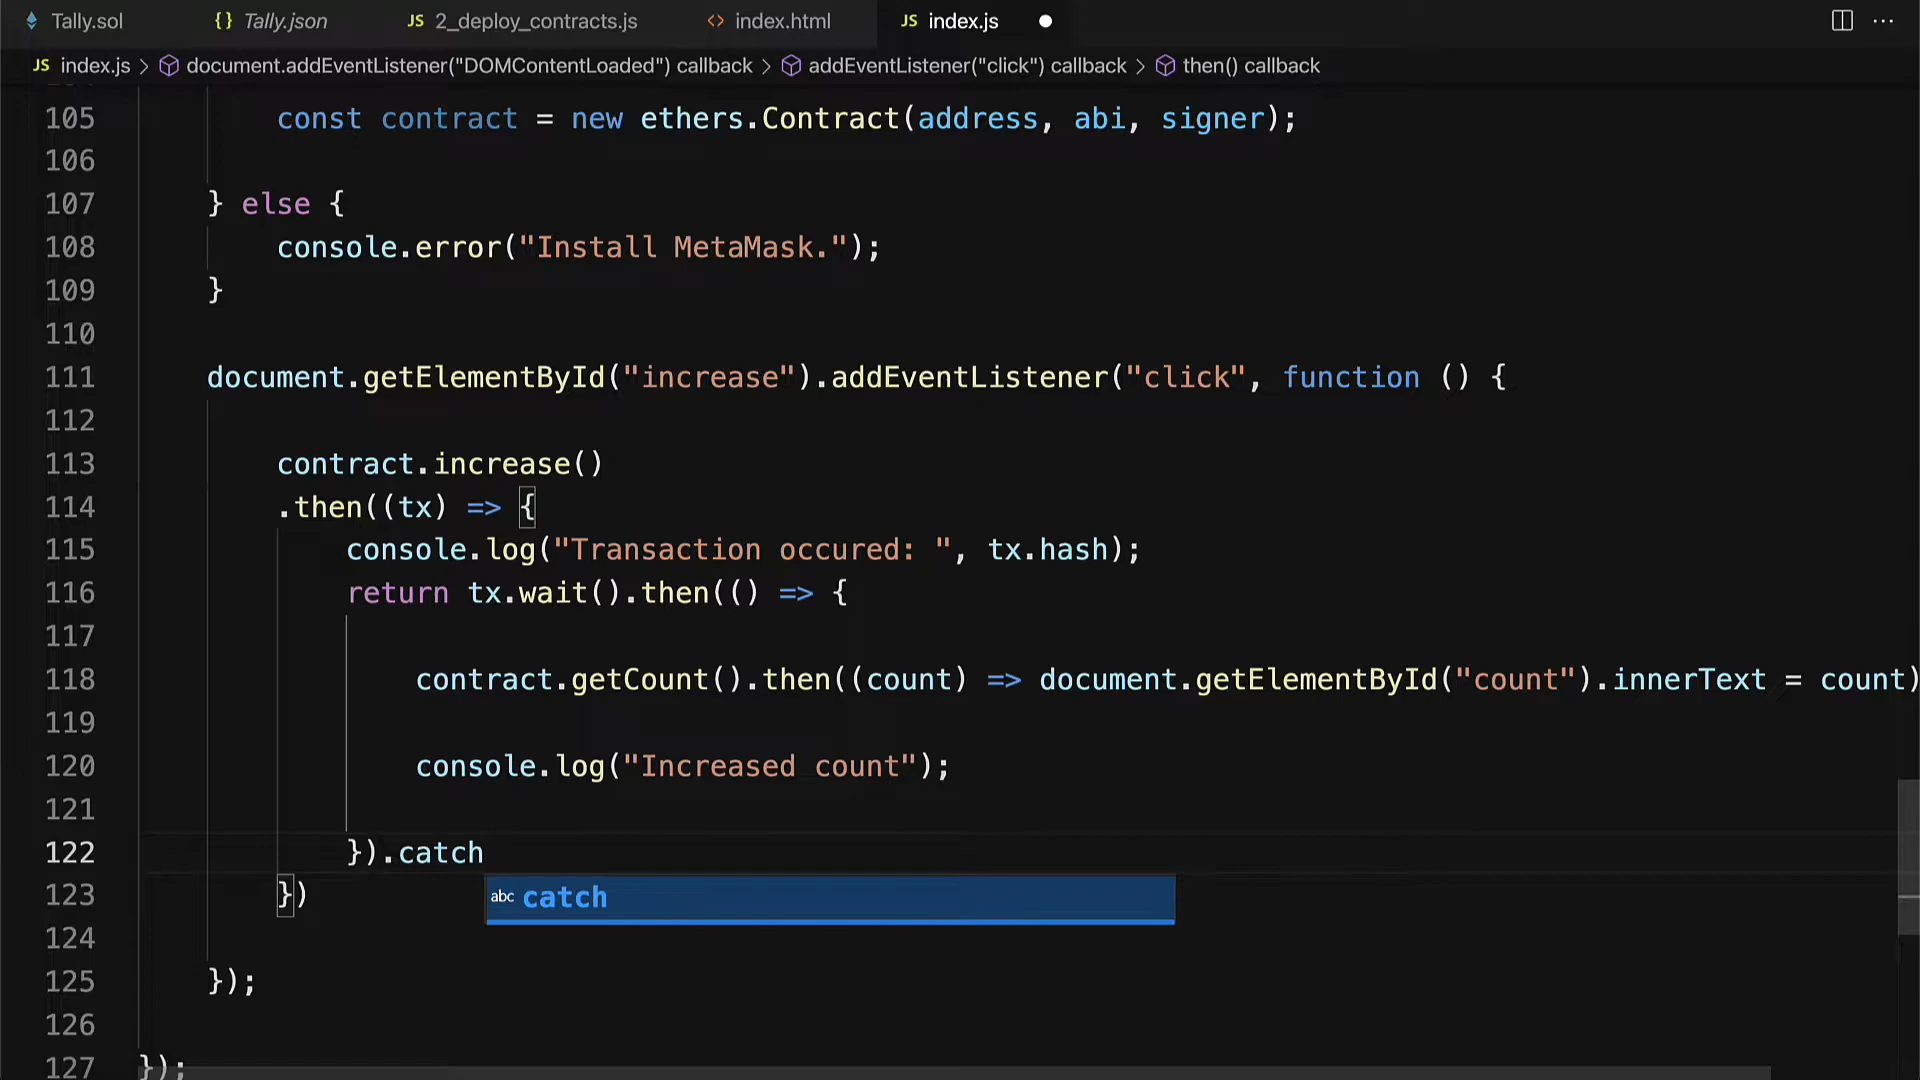 Tally.sol {} Tally.json JS 2_deploy_contracts.js <> index.html JS index.js
JS index.js > document.addEventListener("DOMContentLoaded") callback > addEventListener("click") callback > then() callback
105 const contract = new ethers.Contract(address, abi, signer);
106
107 } else {
108 console.error("Install MetaMask.");
109 }
110
111 document.getElementById("increase").addEventListener("click", function () {
112
113 contract.increase()
114 .then((tx) => {
115 console.log("Transaction occured: ", tx.hash);
116 return tx.wait().then(() => {
117
118 contract.getCount().then((count) => document.getElementById("count").innerText = count)
119
120 console.log("Increased count");
121
122 }).catch
abc catch
123 })
124
125 });
126
127 });